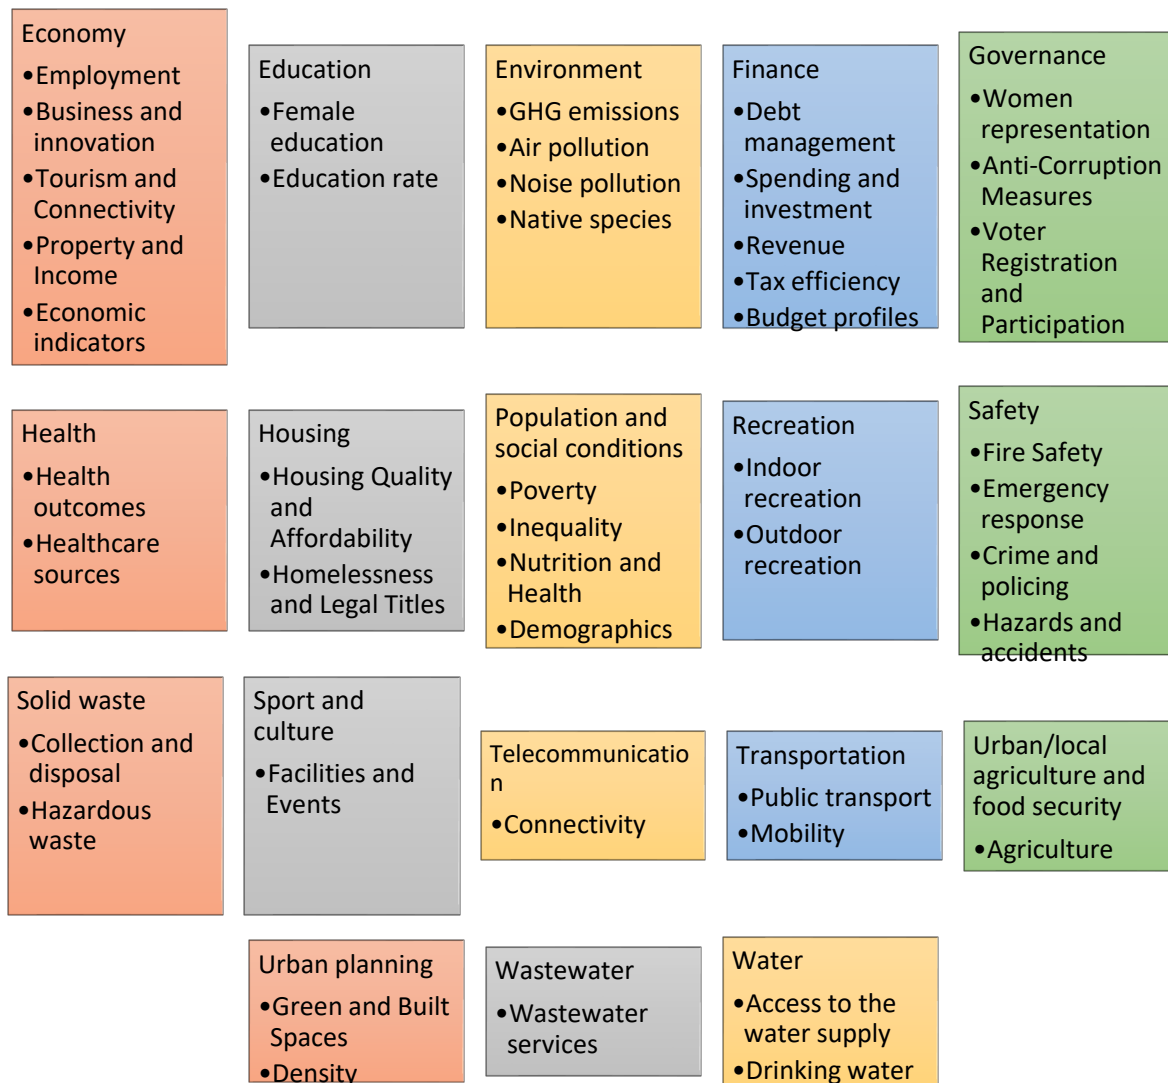 Economy
•Employment
•Business and
innovation
•Tourism and
Connectivity
•Property and
Income
•Economic
indicators
Education
•Female
education
•Education rate
Environment
•GHG emissions
•Air pollution
•Noise pollution
•Native species
Finance
•Debt
management
•Spending and
investment
•Revenue
•Tax efficiency
•Budget profiles
Governance
•Women
representation
•Anti-Corruption
Measures
•Voter
Registration
and
Participation
Health
•Health
outcomes
•Healthcare
sources
Housing
•Housing Quality
and
Affordability
•Homelessness
and Legal Titles
Population and
social conditions
•Poverty
•Inequality
•Nutrition and
Health
•Demographics
Recreation
•Indoor
recreation
•Outdoor
recreation
Safety
•Fire Safety
•Emergency
response
•Crime and
policing
•Hazards and
accidents
Solid waste
•Collection and
disposal
•Hazardous
waste
Sport and
culture
•Facilities and
Events
Telecommunicatio
n
•Connectivity
Transportation
•Public transport
•Mobility
Urban/local
agriculture and
food security
•Agriculture
Urban planning
•Green and Built
Spaces
•Density
Wastewater
•Wastewater
services
Water
•Access to the
water supply
•Drinking water